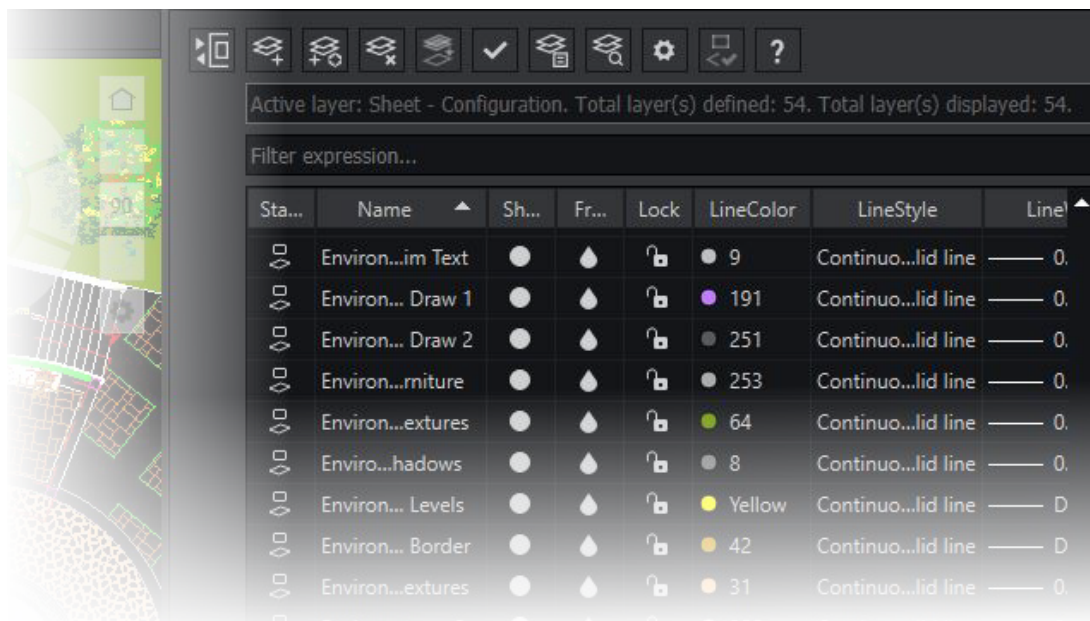 ?
Active layer: Sheet - Configuration. Total layer(s) defined: 54. Total layer(s) displayed: 54.
Filter expression...
Sta... Name Sh... Fr... Lock LineColor LineStyle Line
Environ...im Text 9 Continuo...lid line 0.
Environ... Draw 1 191 Continuo...lid line 0.
Environ... Draw 2 251 Continuo...lid line 0.
Environ...rniture 253 Continuo...lid line 0.
Environ...extures 64 Continuo...lid line 0.
Enviro...hadows 8 Continuo...lid line 0.
Environ... Levels Yellow Continuo...lid line D
Environ... Border 42 Continuo...lid line D
Environ...extures 31 Continuo...lid line 0.
90